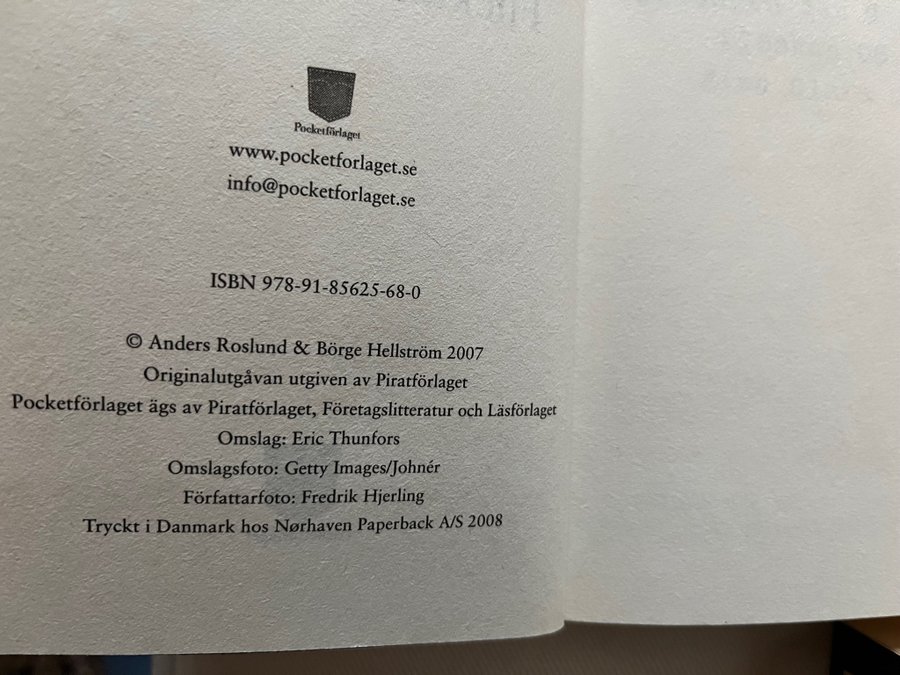 Pocketförlaget
www.pocketforlaget.se
info@pocketforlaget.se
ISBN 978-91-85625-68-0
© Anders Roslund & Börge Hellström 2007
Originalutgåvan utgiven av Piratförlaget
Pocketförlaget ägs av Piratförlaget, Företagslitteratur och Läsförlaget
Omslag: Eric Thunfors
Omslagsfoto: Getty Images/Johnér
Författarfoto: Fredrik Hjerling
Tryckt i Danmark hos Nørhaven Paperback A/S 2008